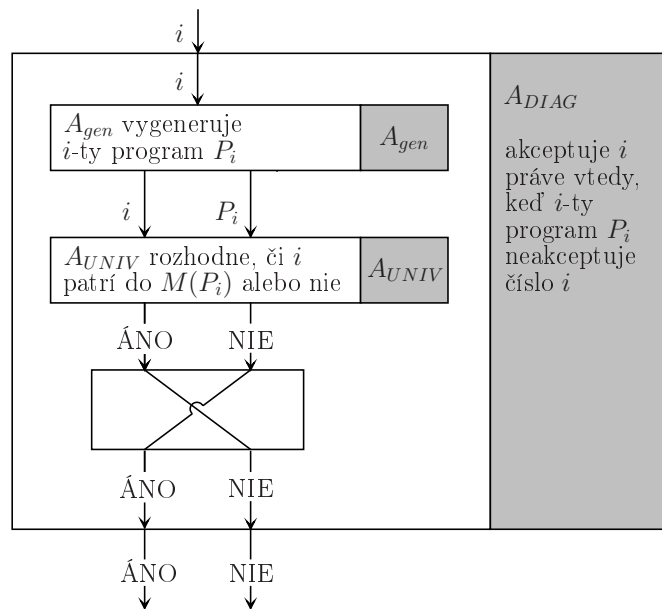 i
i
A_gen vygeneruje
i-ty program P_i
A_gen
i
P_i
A_UNIV rozhodne, či i
patrí do M(P_i) alebo nie
A_UNIV
ÁNO
NIE
ÁNO
NIE
ÁNO
NIE
A_DIAG
akceptuje i
práve vtedy,
keď i-ty
program P_i
neakceptuje
číslo i